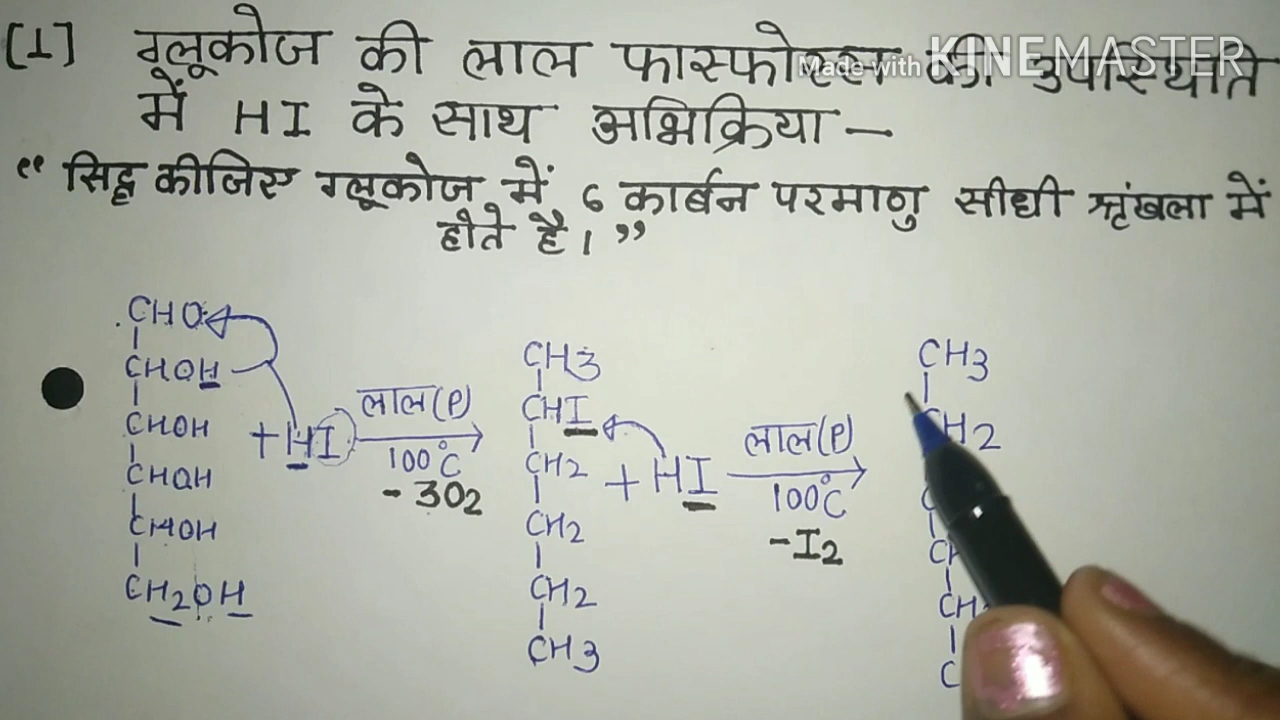 [1] ग्लूकोज की लाल फास्फोरस की उपस्थिति
Made with KINEMASTER
में HI के साथ अभिक्रिया –
“ सिद्ध कीजिए ग्लूकोज में 6 कार्बन परमाणु सीधी श्रृंखला में
होते है। ”
CHO
CHOH
CHOH
CHOH
CHOH
CH2OH
+ HI
लाल(P)
100°C
- 3O2
CH3
CHI
CH2
CH2
CH2
CH3
+ HI
लाल(P)
100°C
- I2
CH3
CH2